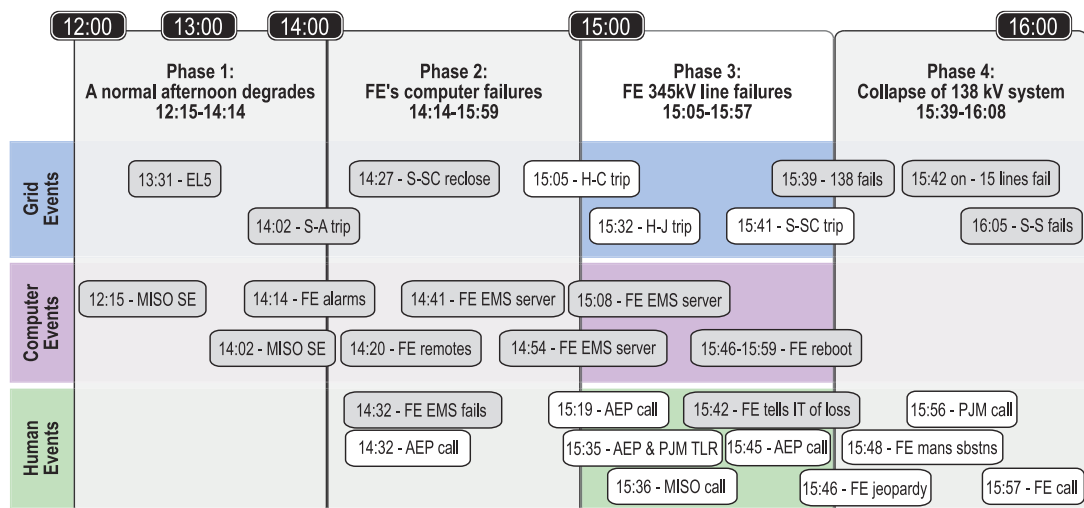 12:00
13:00
14:00
15:00
16:00
Phase 1:
A normal afternoon degrades
12:15-14:14
Phase 2:
FE's computer failures
14:14-15:59
Phase 3:
FE 345kV line failures
15:05-15:57
Phase 4:
Collapse of 138 kV system
15:39-16:08
Grid
Events
13:31 - EL5
14:27 - S-SC reclose
15:05 - H-C trip
15:39 - 138 fails
15:42 on - 15 lines fail
14:02 - S-A trip
15:32 - H-J trip
15:41 - S-SC trip
16:05 - S-S fails
Computer
Events
12:15 - MISO SE
14:14 - FE alarms
14:41 - FE EMS server
15:08 - FE EMS server
14:02 - MISO SE
14:20 - FE remotes
14:54 - FE EMS server
15:46-15:59 - FE reboot
Human
Events
14:32 - FE EMS fails
15:19 - AEP call
15:42 - FE tells IT of loss
15:56 - PJM call
14:32 - AEP call
15:35 - AEP & PJM TLR
15:45 - AEP call
15:48 - FE mans sbstns
15:36 - MISO call
15:46 - FE jeopardy
15:57 - FE call